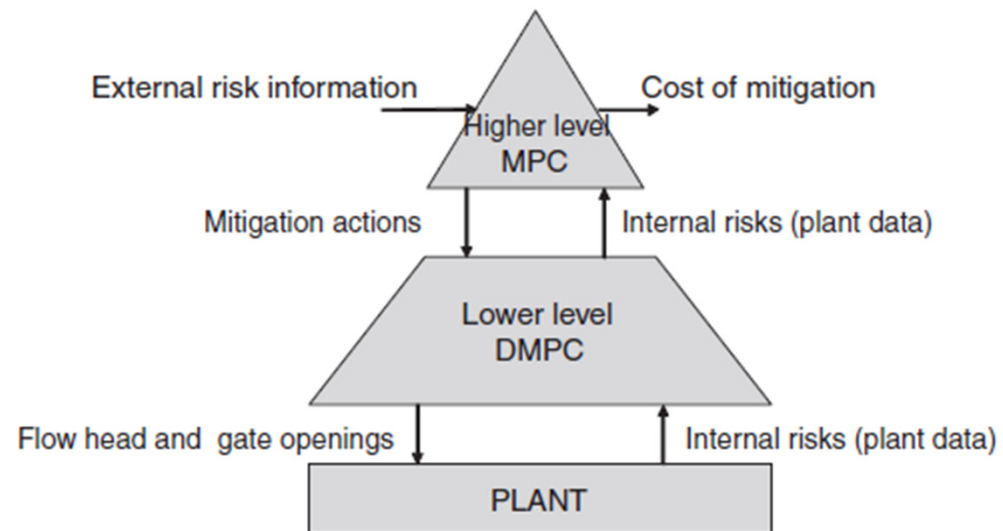 External risk information
Cost of mitigation
Higher level
MPC
Mitigation actions
Internal risks (plant data)
Lower level
DMPC
Flow head and gate openings
Internal risks (plant data)
PLANT